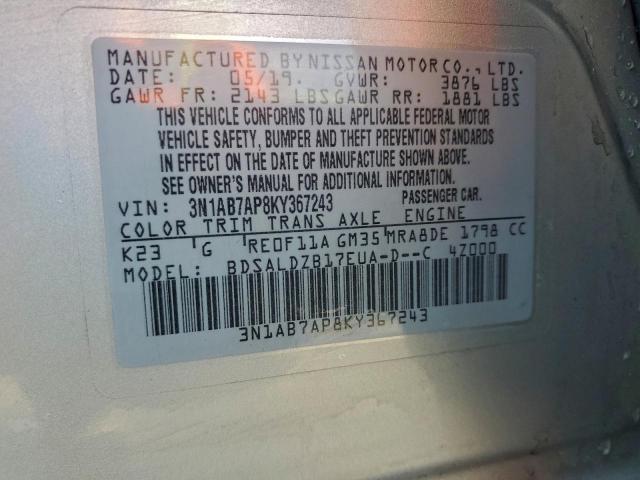 MANUFACTURED BY NISSAN MOTOR CO., LTD.
DATE: 05/19. GVWR: 3876 LBS
GAWR FR: 2143 LBS GAWR RR: 1881 LBS
THIS VEHICLE CONFORMS TO ALL APPLICABLE FEDERAL MOTOR
VEHICLE SAFETY, BUMPER AND THEFT PREVENTION STANDARDS
IN EFFECT ON THE DATE OF MANUFACTURE SHOWN ABOVE.
SEE OWNER'S MANUAL FOR ADDITIONAL INFORMATION.
VIN: 3N1AB7AP8KY367243 PASSENGER CAR.
COLOR TRIM TRANS AXLE ENGINE
K23 G RE0F11A GM35 MRA8DE 1798 CC
MODEL: BDSALDZB17EUA-D--C 4Z000
3N1AB7AP8KY367243